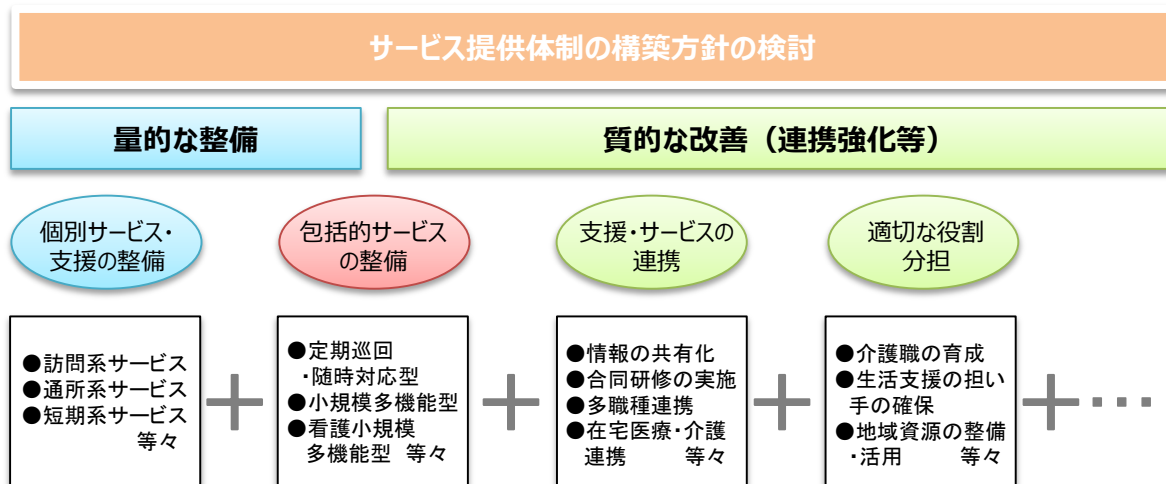 サービス提供体制の構築方針の検討
量的な整備
質的な改善（連携強化等）
個別サービス・
支援の整備
包括的サービス
の整備
支援・サービスの
連携
適切な役割
分担
●訪問系サービス
●通所系サービス
●短期系サービス
等々
＋
●定期巡回
・随時対応型
●小規模多機能型
●看護小規模
多機能型 等々
＋
●情報の共有化
●合同研修の実施
●多職種連携
●在宅医療・介護
連携 等々
＋
●介護職の育成
●生活支援の担い
手の確保
●地域資源の整備
・活用 等々
＋…